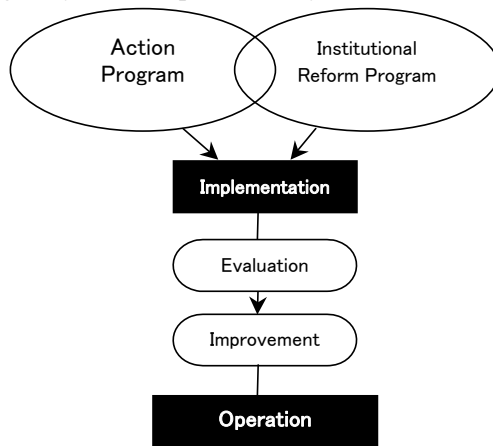 Action
Program
Institutional
Reform Program
Implementation
Evaluation
Improvement
Operation